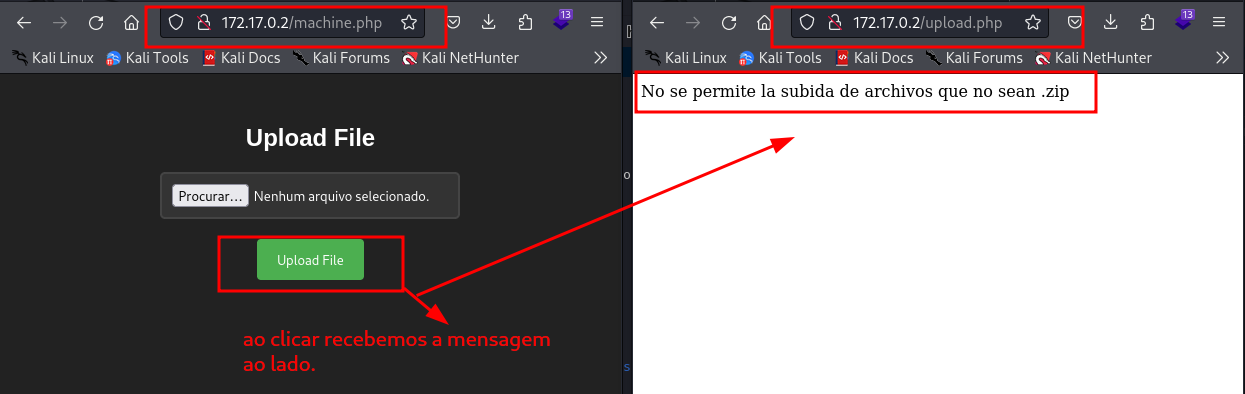 172.17.0.2/machine.php
13
Kali Linux Kali Tools Kali Docs Kali Forums Kali NetHunter
Upload File
Procurar... Nenhum arquivo selecionado.
Upload File
ao clicar recebemos a mensagem
ao lado.
o
s
172.17.0.2/upload.php
13
Kali Linux Kali Tools Kali Docs Kali Forums Kali NetHunter
No se permite la subida de archivos que no sean .zip